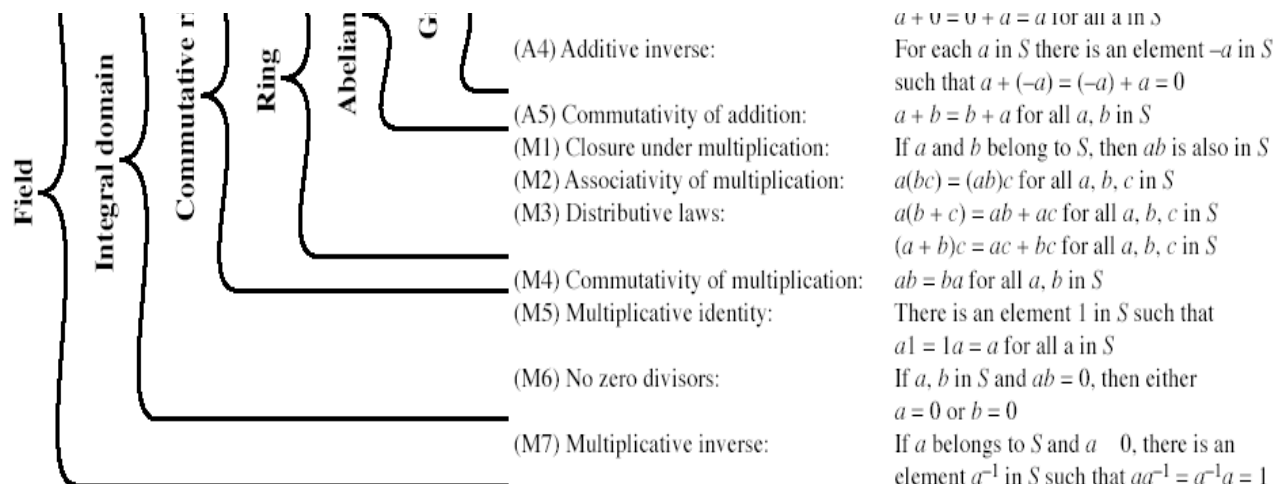 Field
Integral domain
Commutative r
Ring
Abelian
G
a + 0 = 0 + a = a for all a in S
(A4) Additive inverse: For each a in S there is an element –a in S
such that a + (–a) = (–a) + a = 0
(A5) Commutativity of addition: a + b = b + a for all a, b in S
(M1) Closure under multiplication: If a and b belong to S, then ab is also in S
(M2) Associativity of multiplication: a(bc) = (ab)c for all a, b, c in S
(M3) Distributive laws: a(b + c) = ab + ac for all a, b, c in S
(a + b)c = ac + bc for all a, b, c in S
(M4) Commutativity of multiplication: ab = ba for all a, b in S
(M5) Multiplicative identity: There is an element 1 in S such that
a1 = 1a = a for all a in S
(M6) No zero divisors: If a, b in S and ab = 0, then either
a = 0 or b = 0
(M7) Multiplicative inverse: If a belongs to S and a 0, there is an
element a⁻¹ in S such that aa⁻¹ = a⁻¹a = 1